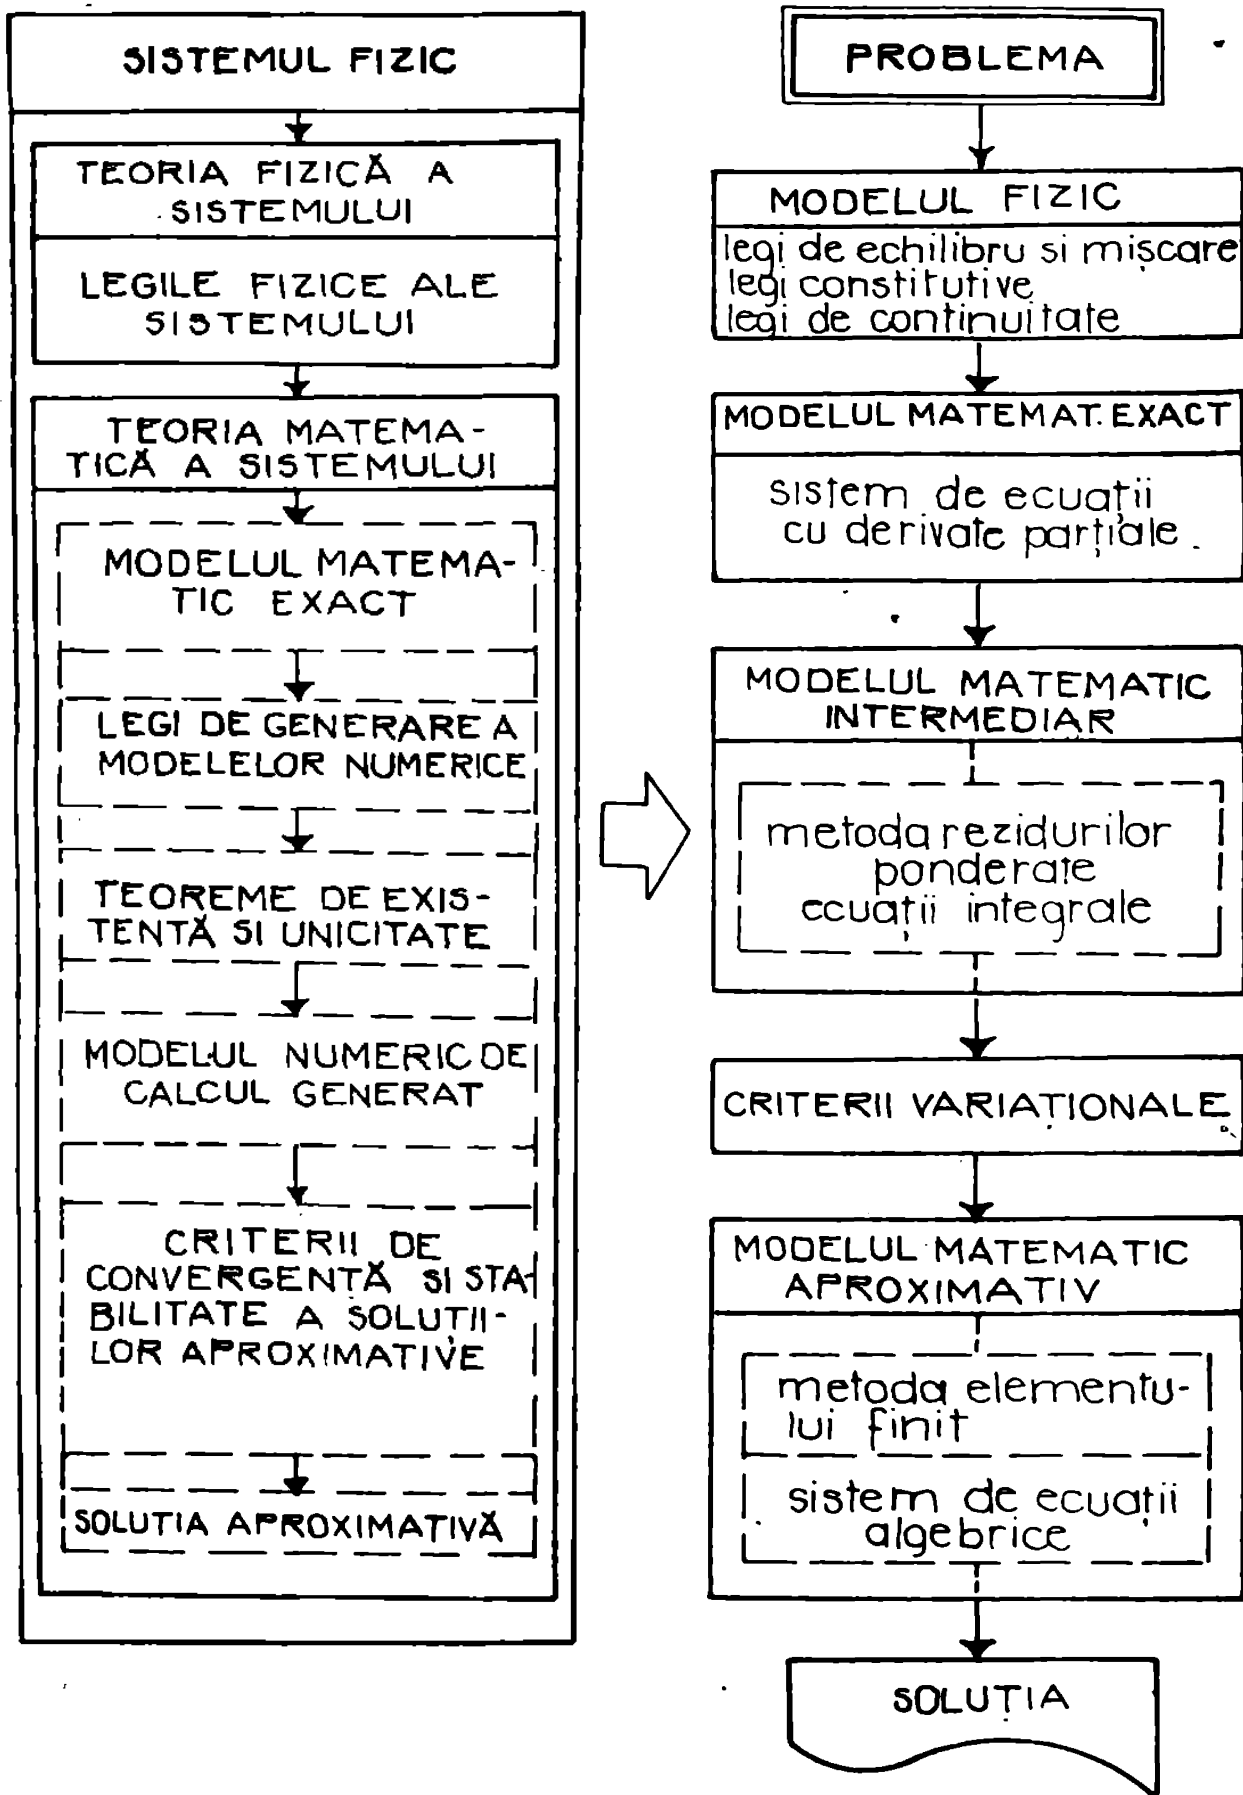 SISTEMUL FIZIC
TEORIA FIZICĂ A
SISTEMULUI
LEGILE FIZICE ALE
SISTEMULUI
TEORIA MATEMA-
TICĂ A SISTEMULUI
MODELUL MATEMA-
TIC EXACT
LEGI DE GENERARE A
MODELELOR NUMERICE
TEOREME DE EXIS-
TENTĂ SI UNICITATE
MODELUL NUMERIC DE
CALCUL GENERAT
CRITERII DE
CONVERGENTĂ SI STA-
BILITATE A SOLUTII-
LOR APROXIMATIVE
SOLUTIA APROXIMATIVĂ
PROBLEMA
MODELUL FIZIC
legi de echilibru si mișcare
legi constitutive
legi de continuitate
MODELUL MATEMAT. EXACT
sistem de ecuații
cu derivate parțiale.
MODELUL MATEMATIC
INTERMEDIAR
metoda rezidurilor
ponderate
ecuații integrale
CRITERII VARIAȚIONALE
MODELUL MATEMATIC
APROXIMATIV
metoda elementu-
lui finit
sistem de ecuații
algebrice
SOLUȚIA